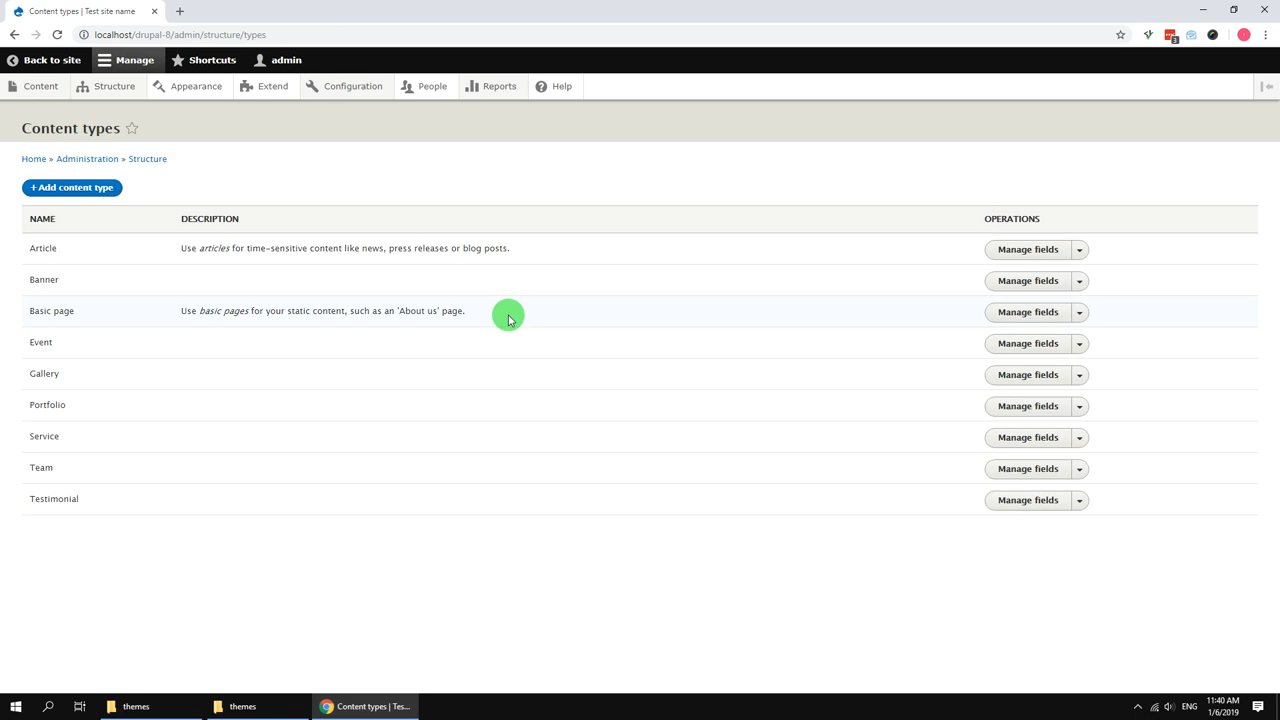 Content types | Test site name
localhost/drupal-8/admin/structure/types
3
Back to site
Manage
Shortcuts
admin
Content
Structure
Appearance
Extend
Configuration
People
Reports
Help
Content types
Home » Administration » Structure
+ Add content type
NAME DESCRIPTION OPERATIONS
Article Use articles for time-sensitive content like news, press releases or blog posts. Manage fields
Banner Manage fields
Basic page Use basic pages for your static content, such as an 'About us' page. Manage fields
Event Manage fields
Gallery Manage fields
Portfolio Manage fields
Service Manage fields
Team Manage fields
Testimonial Manage fields
themes
themes
Content types | Tes...
ENG
11:40 AM
1/6/2019